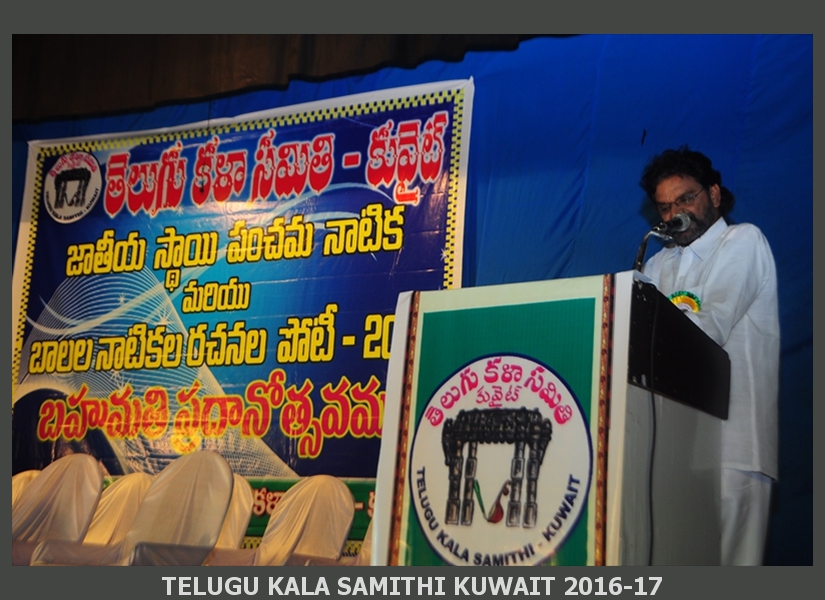 తెలుగు కళా సమితి - కువైట్
జాతీయ స్థాయి పంచమ నాటిక
మరియు
బాలల నాటికల రచనల పోటీ - 20
బహుమతి ప్రదానోత్సవము
తెలుగు కళా సమితి
కువైట్
TELUGU KALA SAMITHI - KUWAIT
TELUGU KALA SAMITHI KUWAIT 2016-17